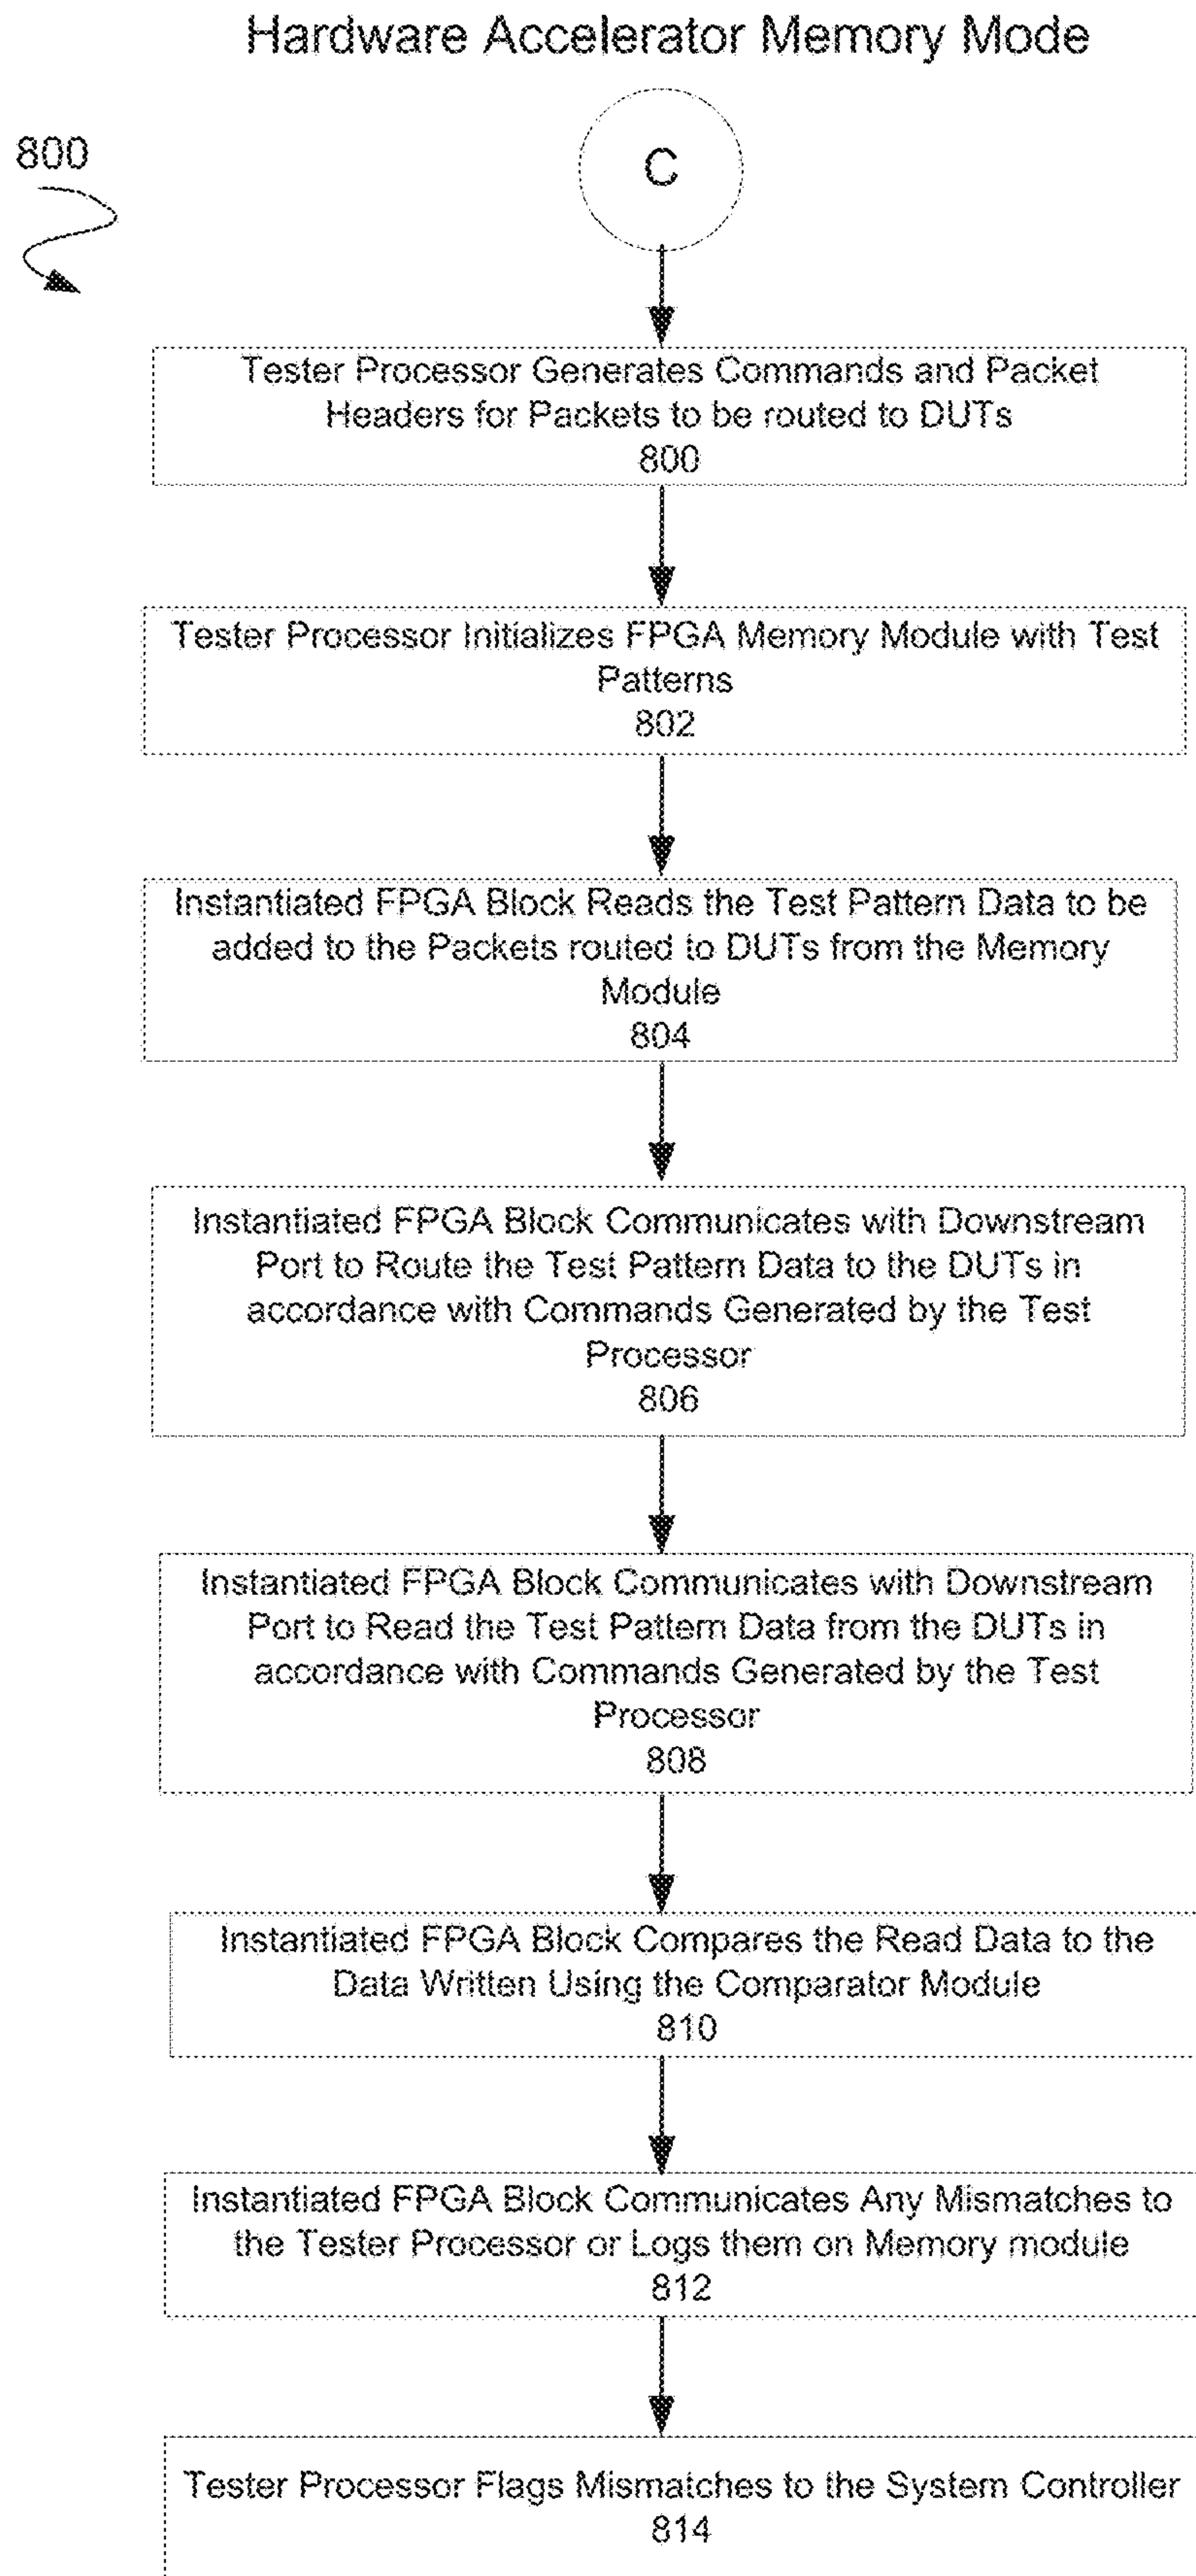 Hardware Accelerator Memory Mode
800
C
Tester Processor Generates Commands and Packet
Headers for Packets to be routed to DUTs
800
Tester Processor Initializes FPGA Memory Module with Test
Patterns
802
Instantiated FPGA Block Reads the Test Pattern Data to be
added to the Packets routed to DUTs from the Memory
Module
804
Instantiated FPGA Block Communicates with Downstream
Port to Route the Test Pattern Data to the DUTs in
accordance with Commands Generated by the Test
Processor
806
Instantiated FPGA Block Communicates with Downstream
Port to Read the Test Pattern Data from the DUTs in
accordance with Commands Generated by the Test
Processor
808
Instantiated FPGA Block Compares the Read Data to the
Data Written Using the Comparator Module
810
Instantiated FPGA Block Communicates Any Mismatches to
the Tester Processor or Logs them on Memory module
812
Tester Processor Flags Mismatches to the System Controller
814